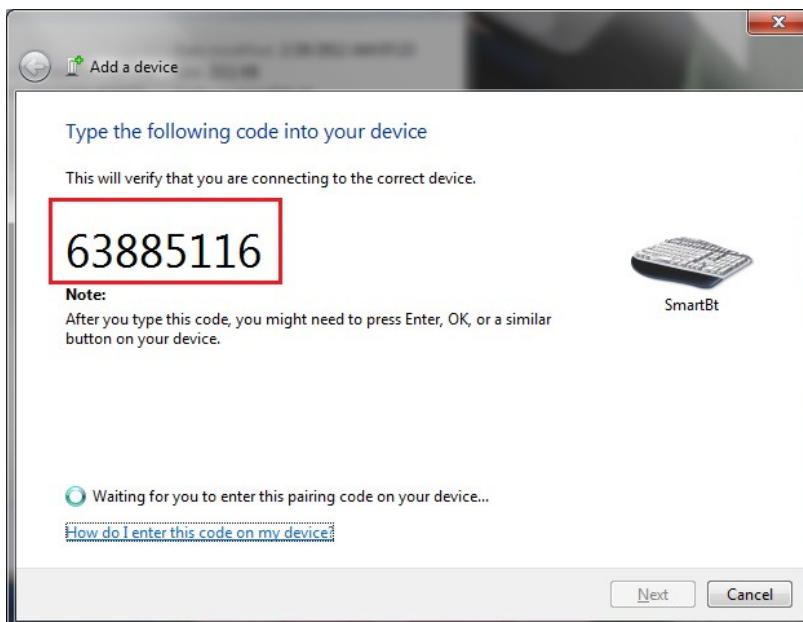 Add a device
Type the following code into your device
This will verify that you are connecting to the correct device.
63885116
Note:
After you type this code, you might need to press Enter, OK, or a similar
button on your device.
SmartBt
Waiting for you to enter this pairing code on your device...
How do I enter this code on my device?
Next
Cancel